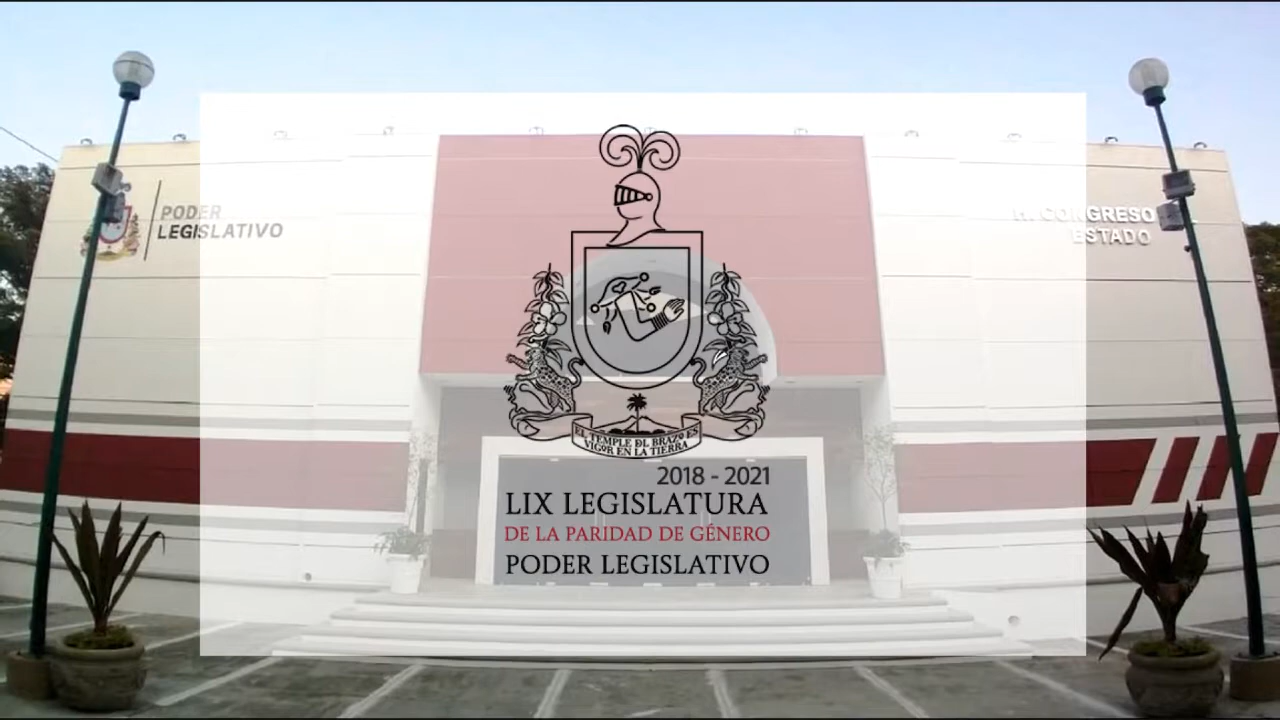 PODER
LEGISLATIVO
H. CONGRESO
ESTADO
EL TEMPLE DL BRAZO ES
VIGOR EN LA TIERRA
2018 - 2021
LIX LEGISLATURA
DE LA PARIDAD DE GÉNERO
PODER LEGISLATIVO